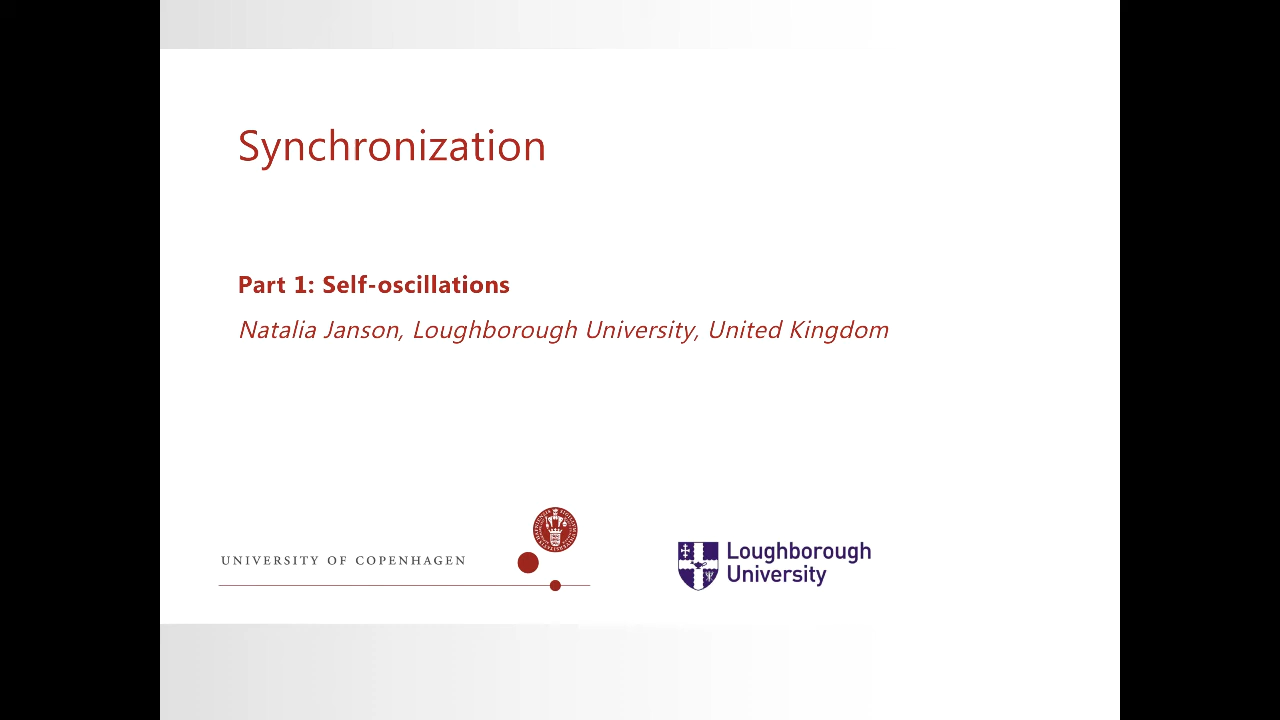 Synchronization
Part 1: Self-oscillations
Natalia Janson, Loughborough University, United Kingdom
UNIVERSITY OF COPENHAGEN
Loughborough
University